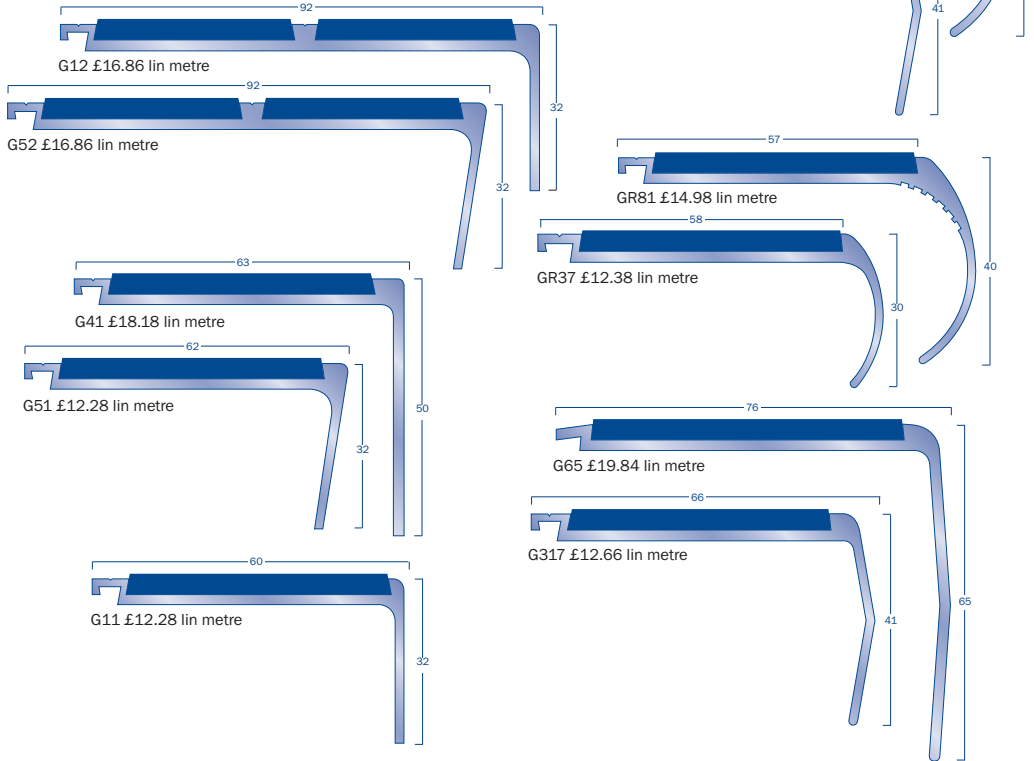 92
32
G12 £16.86 lin metre
92
32
G52 £16.86 lin metre
63
50
G41 £18.18 lin metre
62
32
G51 £12.28 lin metre
60
32
G11 £12.28 lin metre
41
57
40
GR81 £14.98 lin metre
58
30
GR37 £12.38 lin metre
76
65
G65 £19.84 lin metre
66
41
G317 £12.66 lin metre